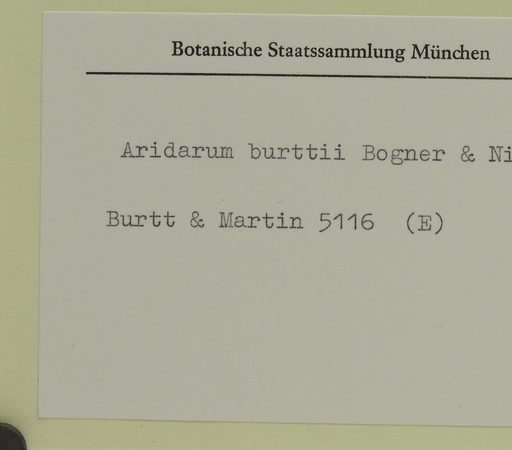 Botanische Staatssammlung München
Aridarum burttii Bogner & Ni
Burtt & Martin 5116 (E)